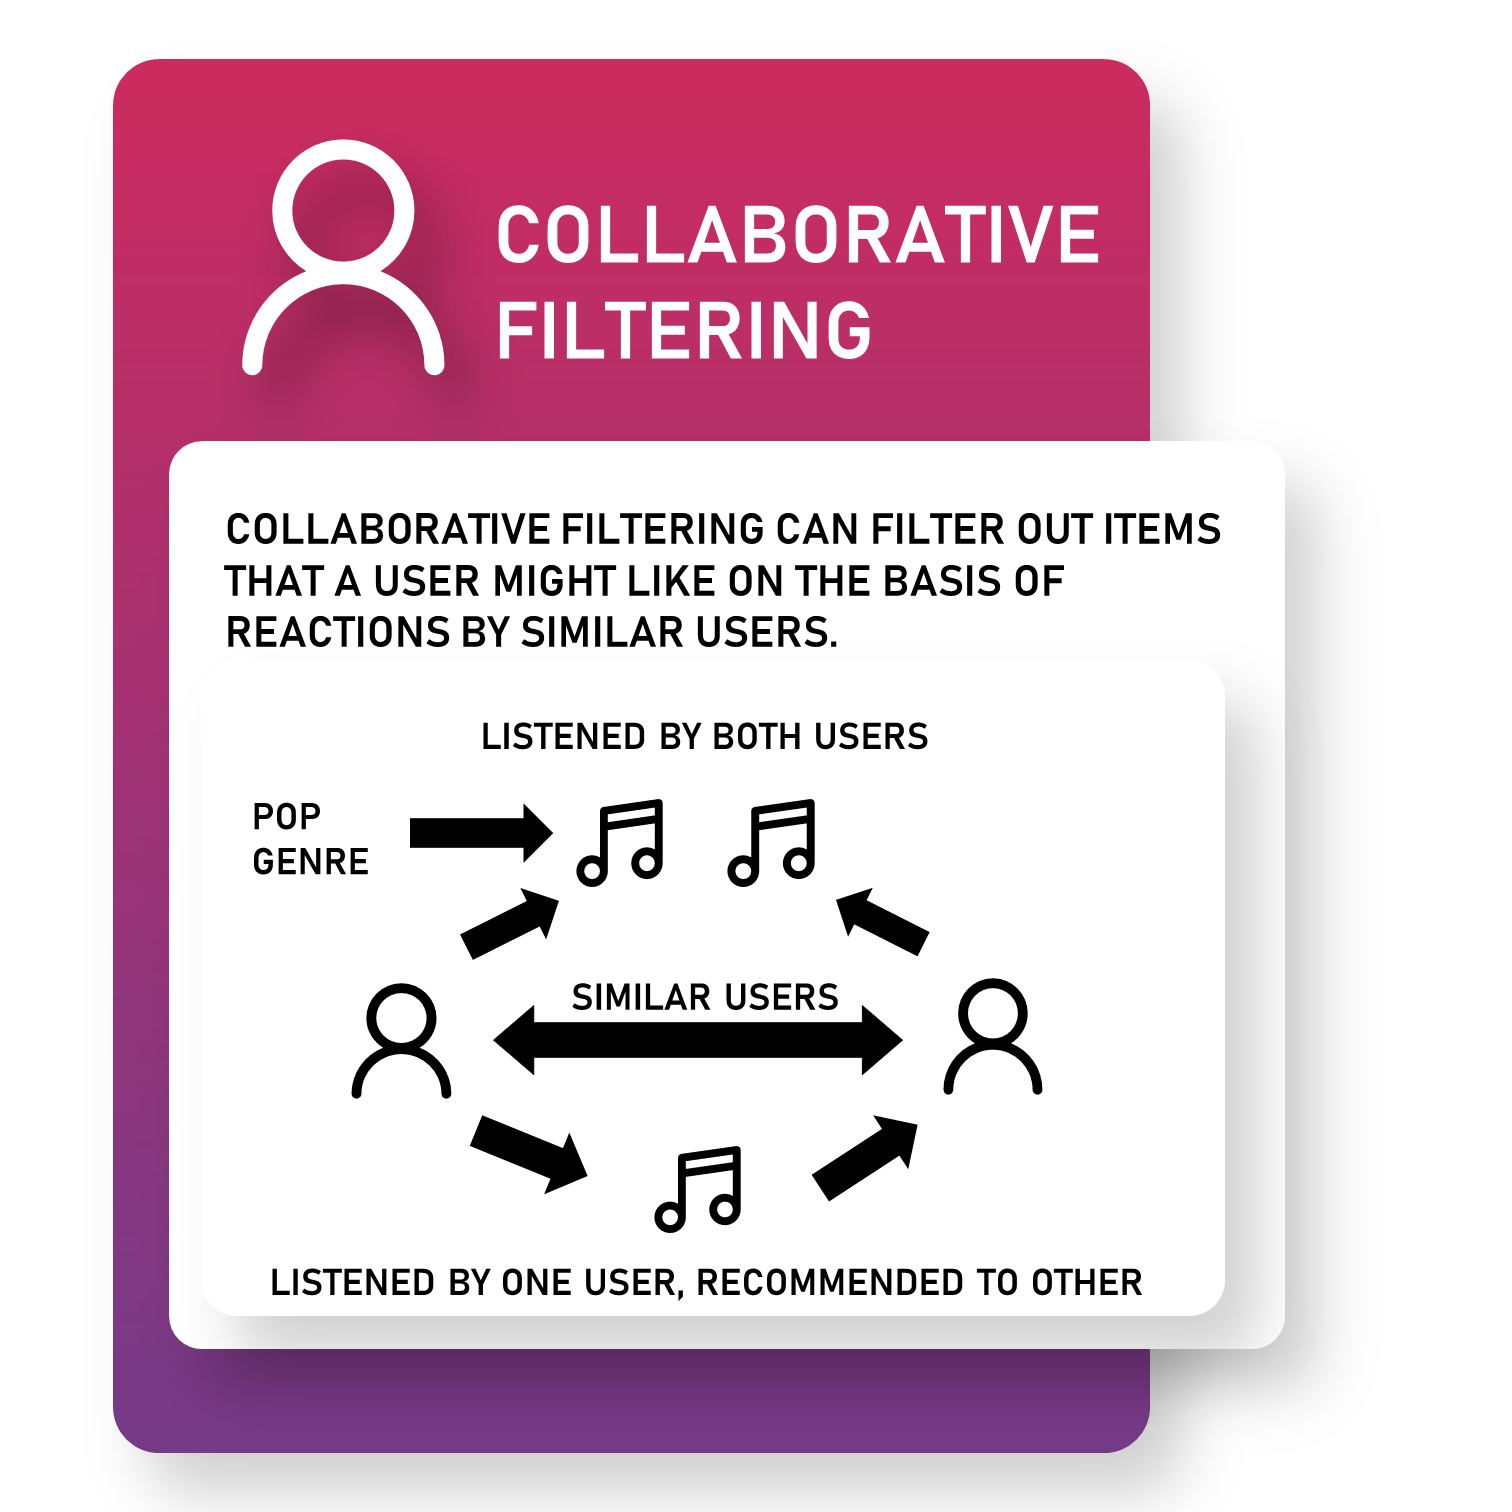 COLLABORATIVE
FILTERING
COLLABORATIVE FILTERING CAN FILTER OUT ITEMS
THAT A USER MIGHT LIKE ON THE BASIS OF
REACTIONS BY SIMILAR USERS.
LISTENED BY BOTH USERS
POP
GENRE
SIMILAR USERS
LISTENED BY ONE USER, RECOMMENDED TO OTHER